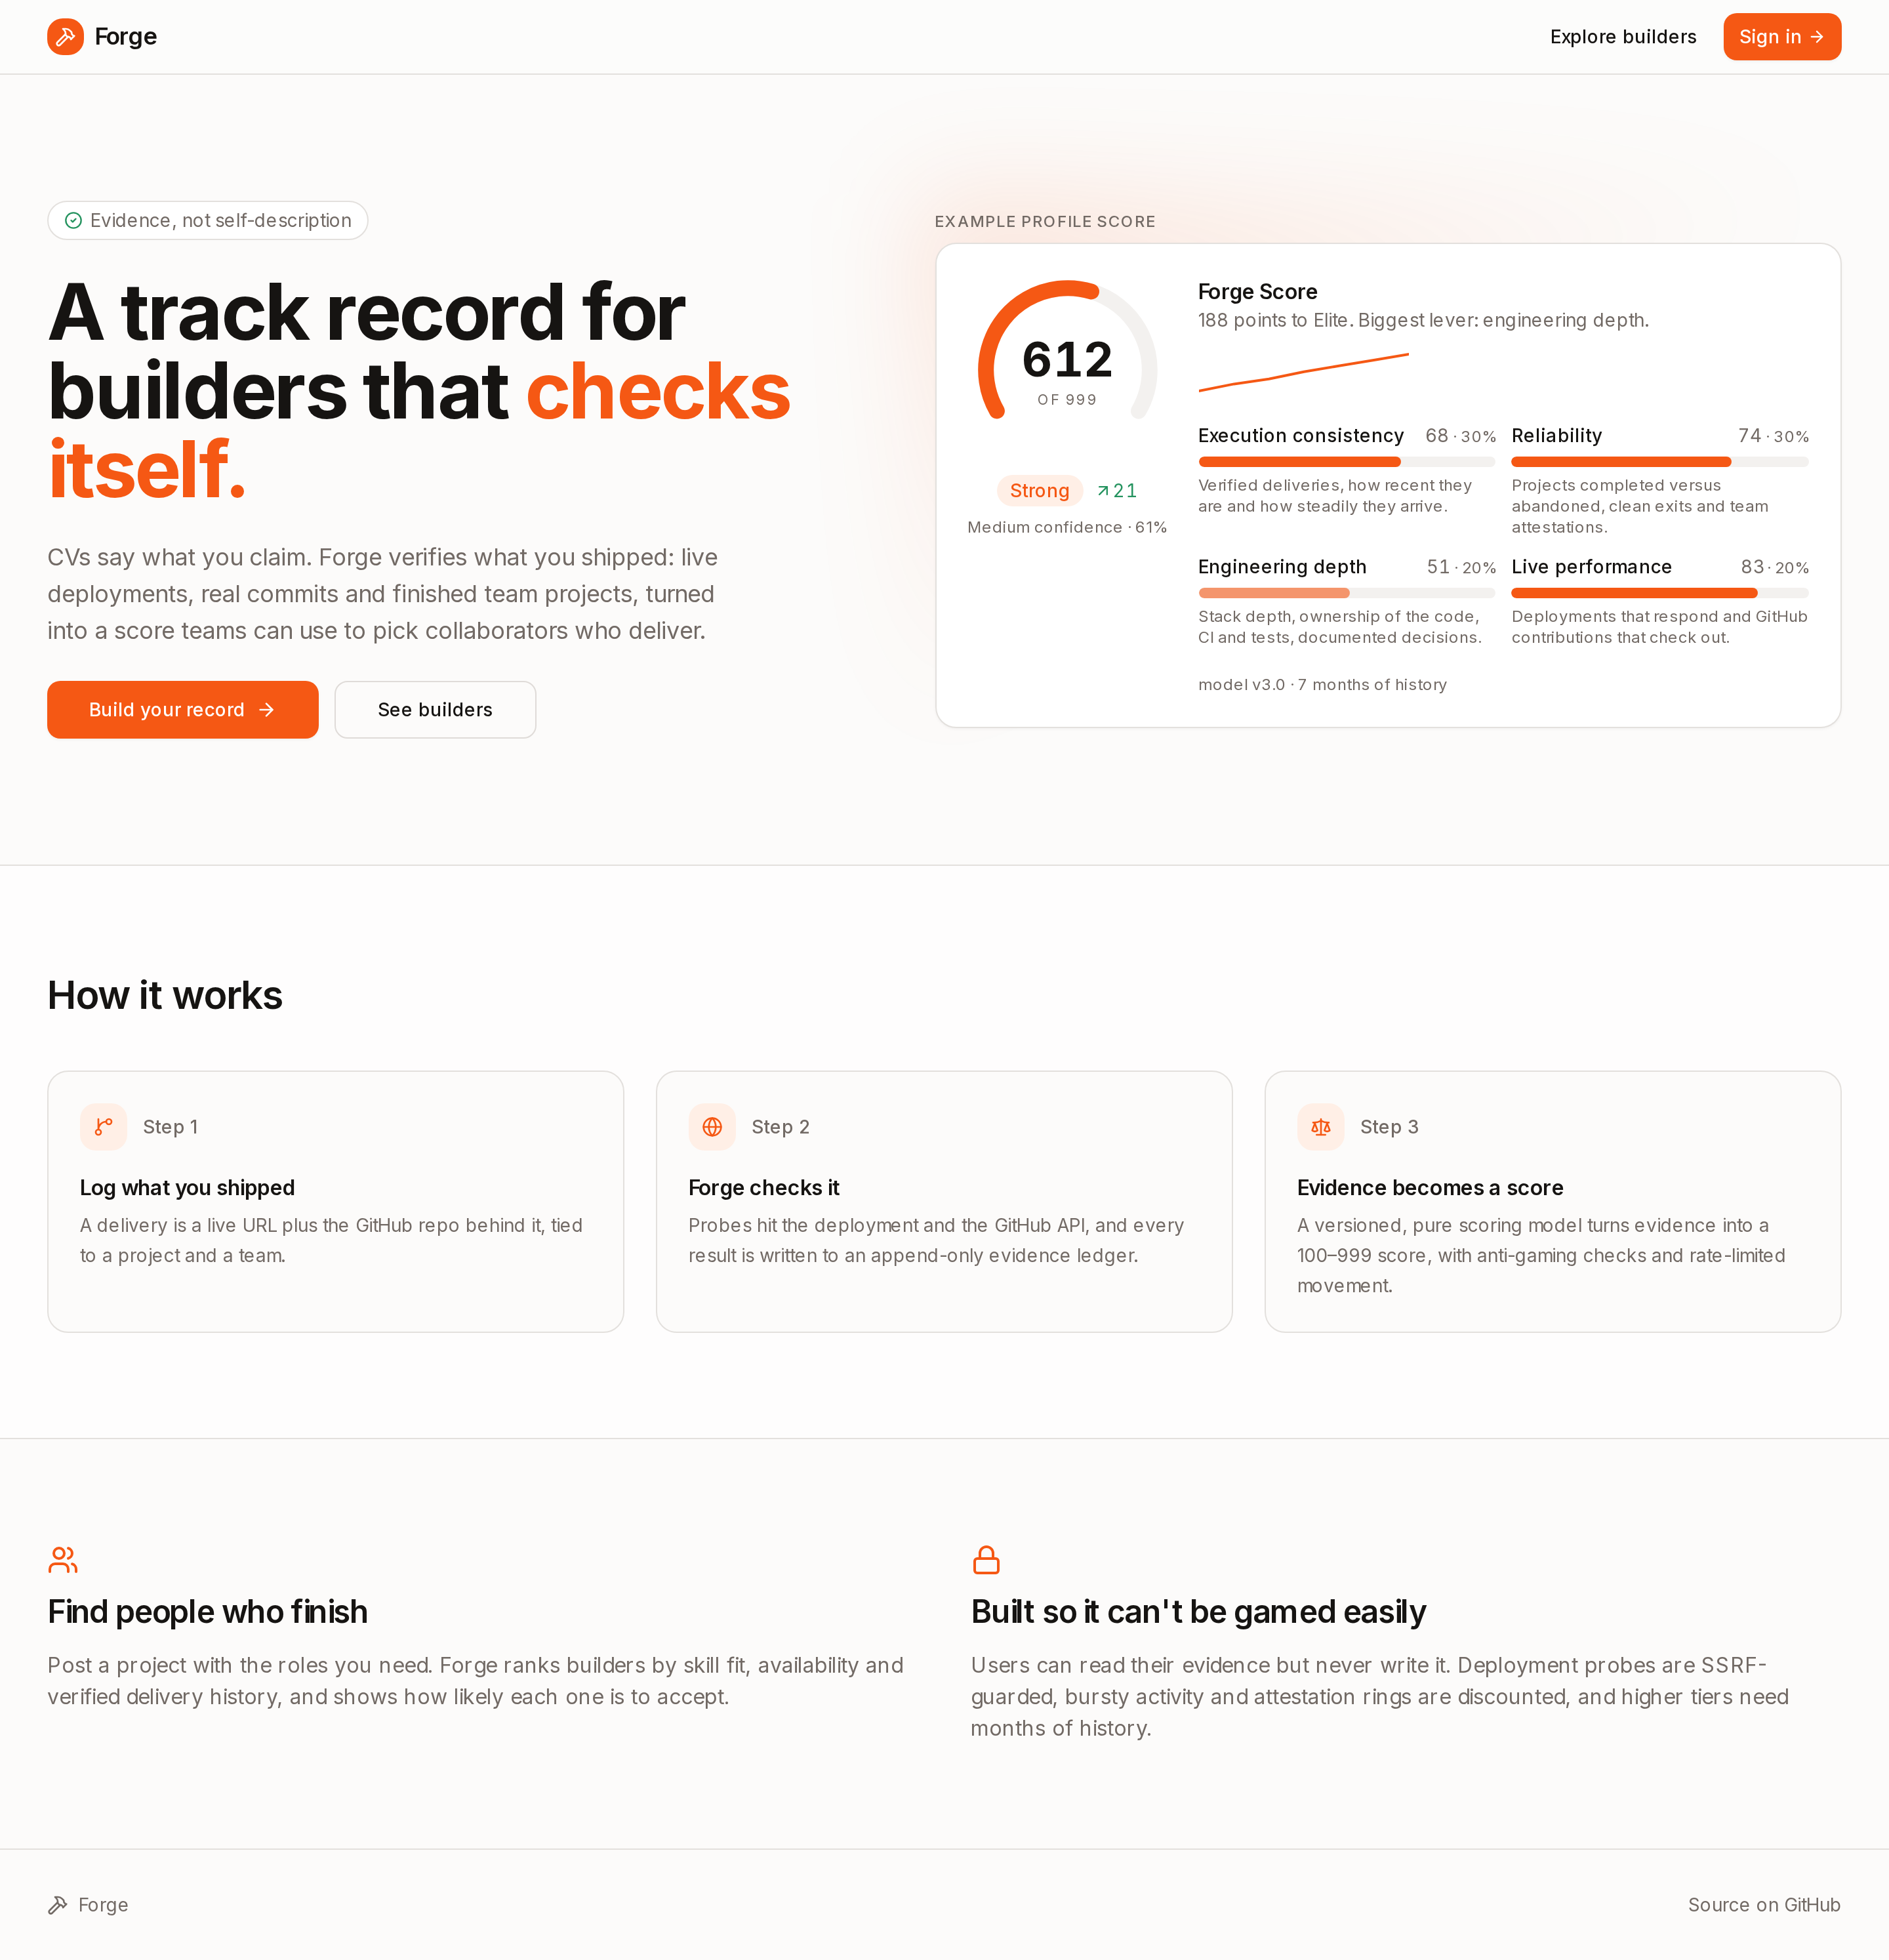 Forge
Explore builders
Sign in →
Evidence, not self-description
A track record for
builders that checks
itself.
CVs say what you claim. Forge verifies what you shipped: live
deployments, real commits and finished team projects, turned
into a score teams can use to pick collaborators who deliver.
Build your record →
See builders
EXAMPLE PROFILE SCORE
612
OF 999
Strong
↗21
Medium confidence · 61%
Forge Score
188 points to Elite. Biggest lever: engineering depth.
Execution consistency 68 · 30%
Verified deliveries, how recent they
are and how steadily they arrive.
Reliability 74 · 30%
Projects completed versus
abandoned, clean exits and team
attestations.
Engineering depth 51 · 20%
Stack depth, ownership of the code,
CI and tests, documented decisions.
Live performance 83 · 20%
Deployments that respond and GitHub
contributions that check out.
model v3.0 · 7 months of history
How it works
Step 1
Log what you shipped
A delivery is a live URL plus the GitHub repo behind it, tied
to a project and a team.
Step 2
Forge checks it
Probes hit the deployment and the GitHub API, and every
result is written to an append-only evidence ledger.
Step 3
Evidence becomes a score
A versioned, pure scoring model turns evidence into a
100–999 score, with anti-gaming checks and rate-limited
movement.
Find people who finish
Post a project with the roles you need. Forge ranks builders by skill fit, availability and
verified delivery history, and shows how likely each one is to accept.
Built so it can't be gamed easily
Users can read their evidence but never write it. Deployment probes are SSRF-
guarded, bursty activity and attestation rings are discounted, and higher tiers need
months of history.
Forge
Source on GitHub